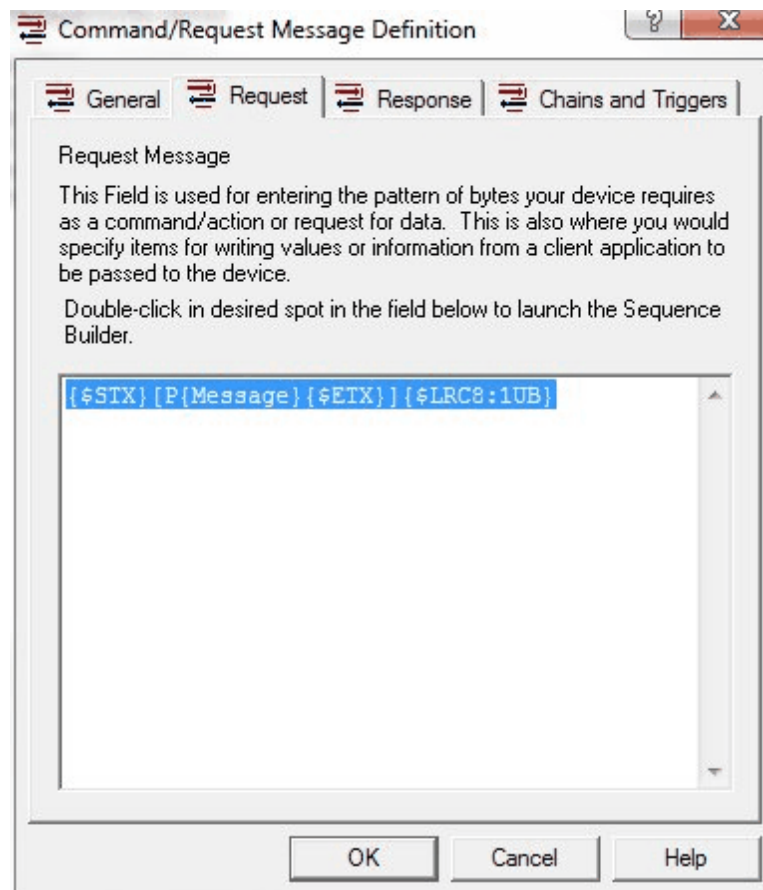 Command/Request Message Definition
? X
General Request Response Chains and Triggers
Request Message
This Field is used for entering the pattern of bytes your device requires
as a command/action or request for data. This is also where you would
specify items for writing values or information from a client application to
be passed to the device.
Double-click in desired spot in the field below to launch the Sequence
Builder.
{$STX}[P{Message}{$ETX}]{$LRC8:1UB}
OK Cancel Help